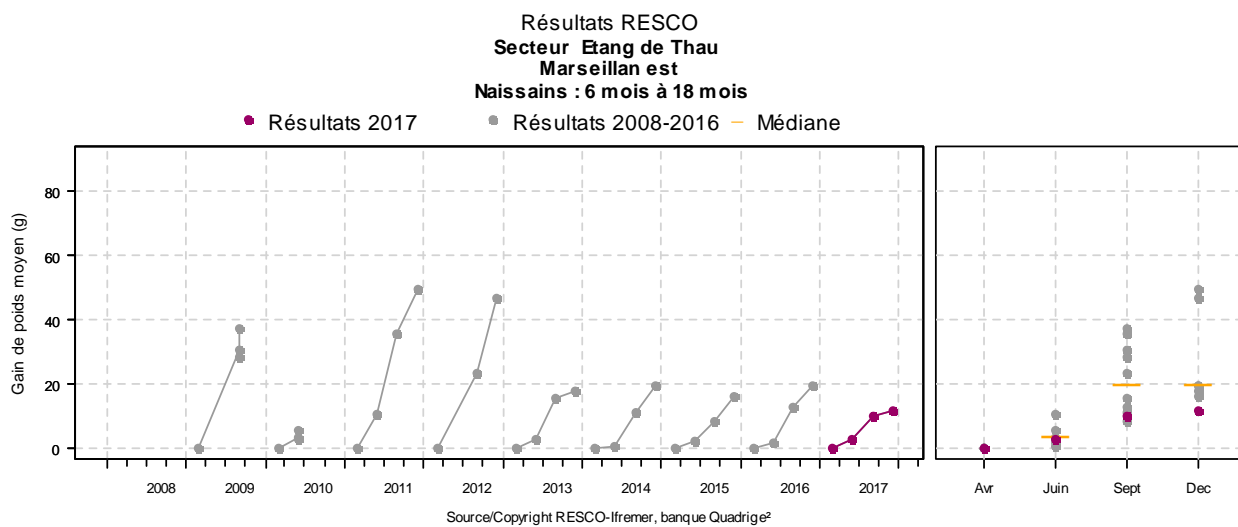 Résultats RESCO
Secteur Etang de Thau
Marseillan est
Naissains : 6 mois à 18 mois
Résultats 2017 Résultats 2008-2016 Médiane
Gain de poids moyen (g)
80
60
40
20
0
2008 2009 2010 2011 2012 2013 2014 2015 2016 2017
Avr Juin Sept Dec
Source/Copyright RESCO-Ifremer, banque Quadrige²